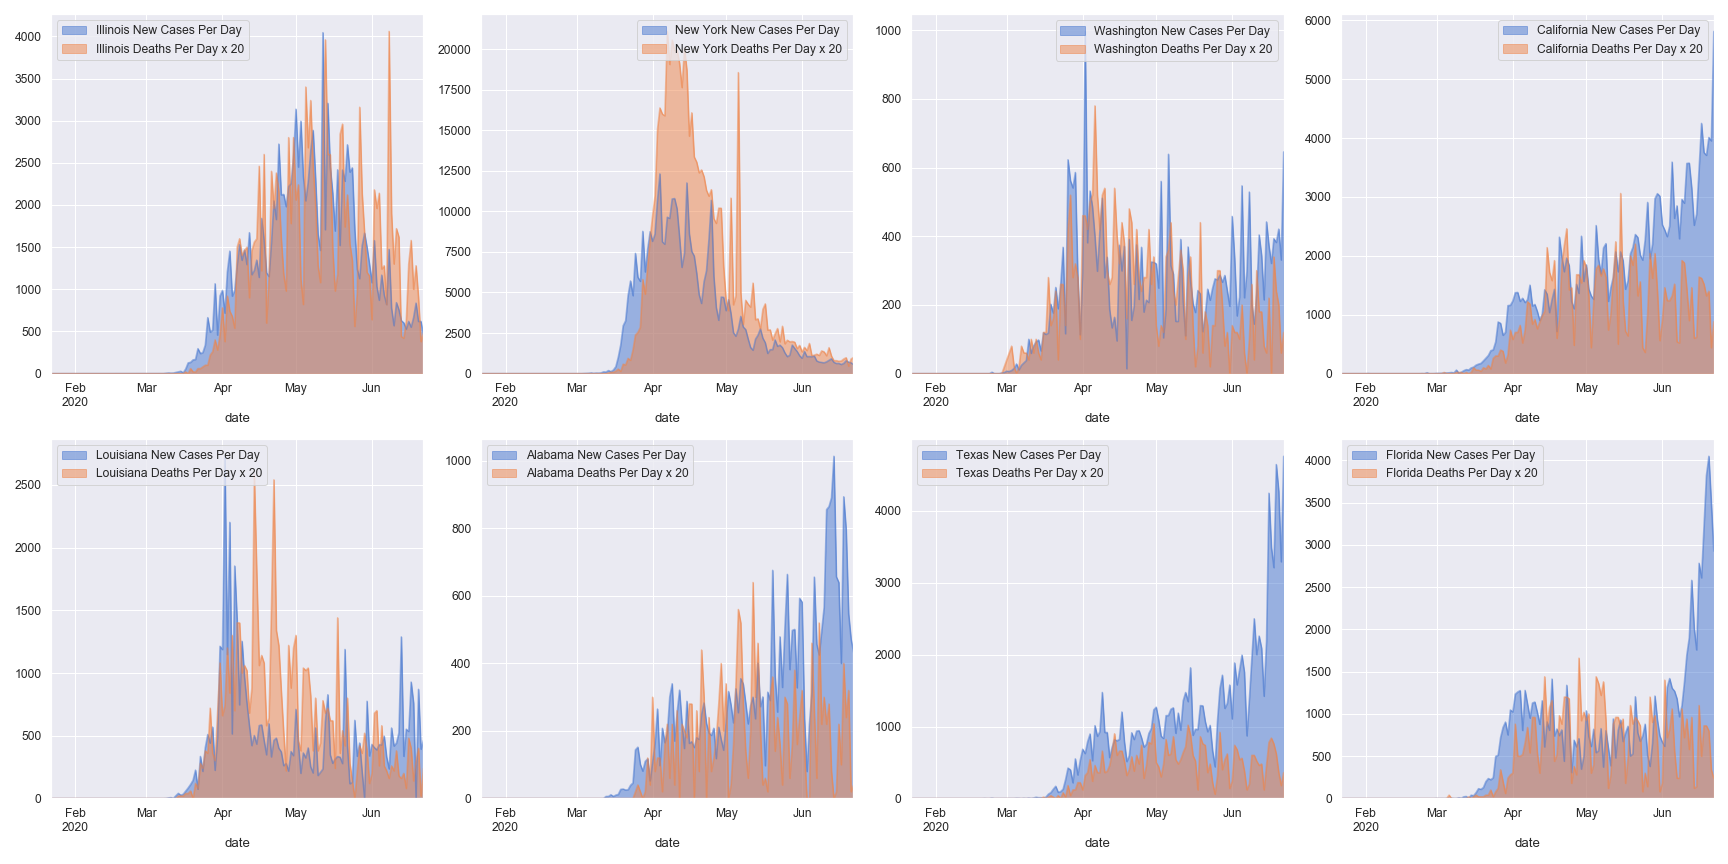 Illinois New Cases Per Day
Illinois Deaths Per Day x 20
4000
3500
3000
2500
2000
1500
1000
500
0
Feb
2020
Mar
Apr
May
Jun
date
New York New Cases Per Day
New York Deaths Per Day x 20
20000
17500
15000
12500
10000
7500
5000
2500
0
Feb
2020
Mar
Apr
May
Jun
date
Washington New Cases Per Day
Washington Deaths Per Day x 20
1000
800
600
400
200
0
Feb
2020
Mar
Apr
May
Jun
date
California New Cases Per Day
California Deaths Per Day x 20
6000
5000
4000
3000
2000
1000
0
Feb
2020
Mar
Apr
May
Jun
date
Louisiana New Cases Per Day
Louisiana Deaths Per Day x 20
2500
2000
1500
1000
500
0
Feb
2020
Mar
Apr
May
Jun
date
Alabama New Cases Per Day
Alabama Deaths Per Day x 20
1000
800
600
400
200
0
Feb
2020
Mar
Apr
May
Jun
date
Texas New Cases Per Day
Texas Deaths Per Day x 20
4000
3000
2000
1000
0
Feb
2020
Mar
Apr
May
Jun
date
Florida New Cases Per Day
Florida Deaths Per Day x 20
4000
3500
3000
2500
2000
1500
1000
500
0
Feb
2020
Mar
Apr
May
Jun
date